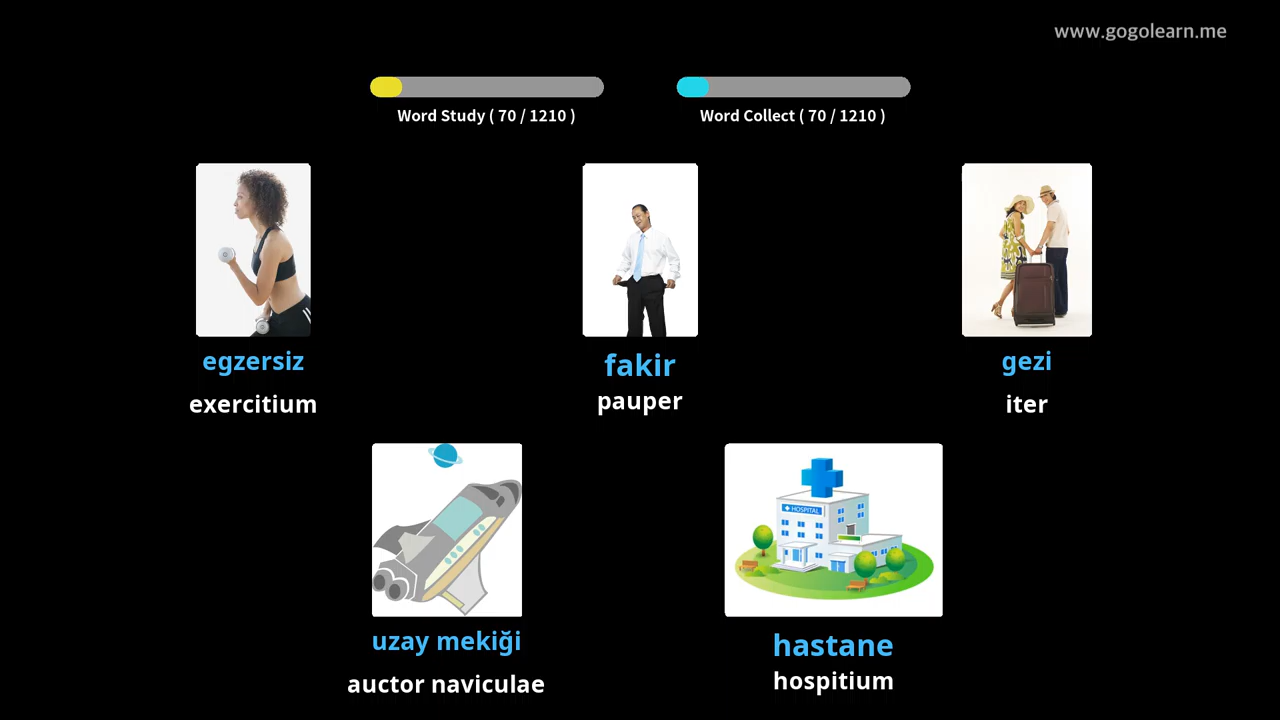 www.gogolearn.me
Word Study ( 70 / 1210 )
Word Collect ( 70 / 1210 )
egzersiz
exercitium
fakir
pauper
gezi
iter
HOSPITAL
uzay mekiği
auctor naviculae
hastane
hospitium